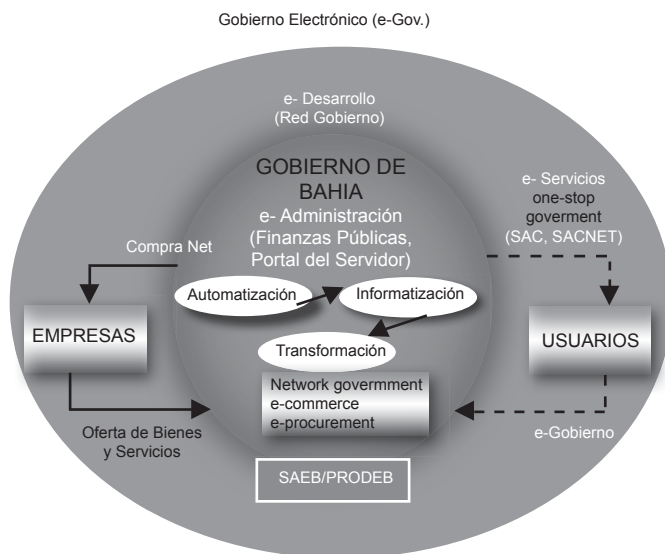 Gobierno Electrónico (e-Gov.)
e- Desarrollo
(Red Gobierno)
GOBIERNO DE
BAHIA
e- Administración
(Finanzas Públicas,
Portal del Servidor)
e- Servicios
one-stop
goverment
(SAC, SACNET)
Compra Net
Automatización
Informatización
EMPRESAS
USUARIOS
Transformación
Network governmment
e-commerce
e-procurement
Oferta de Bienes
y Servicios
e-Gobierno
SAEB/PRODEB